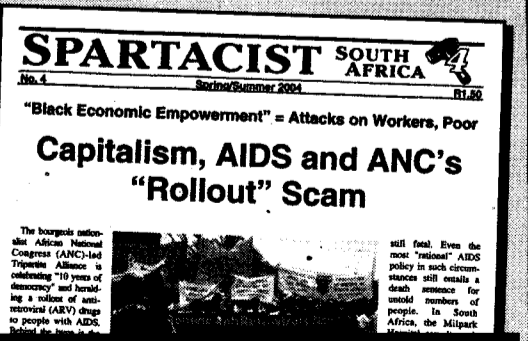 SPARTACIST SOUTH AFRICA
No. 4 Spring/Summer 2004 R1.50
"Black Economic Empowerment" = Attacks on Workers, Poor
Capitalism, AIDS and ANC's
"Rollout" Scam
The bourgeois nation-
alist African National
Congress (ANC)-led
Tripartite Alliance is
celebrating "10 years of
democracy" and herald-
ing a rollout of anti-
retroviral (ARV) drugs
to people with AIDS.
Behind the is the
still fatal. Even the
most "rational" AIDS
policy in such circum-
stances still entails a
death sentence for
untold numbers of
people. In South
Africa, the Milpark